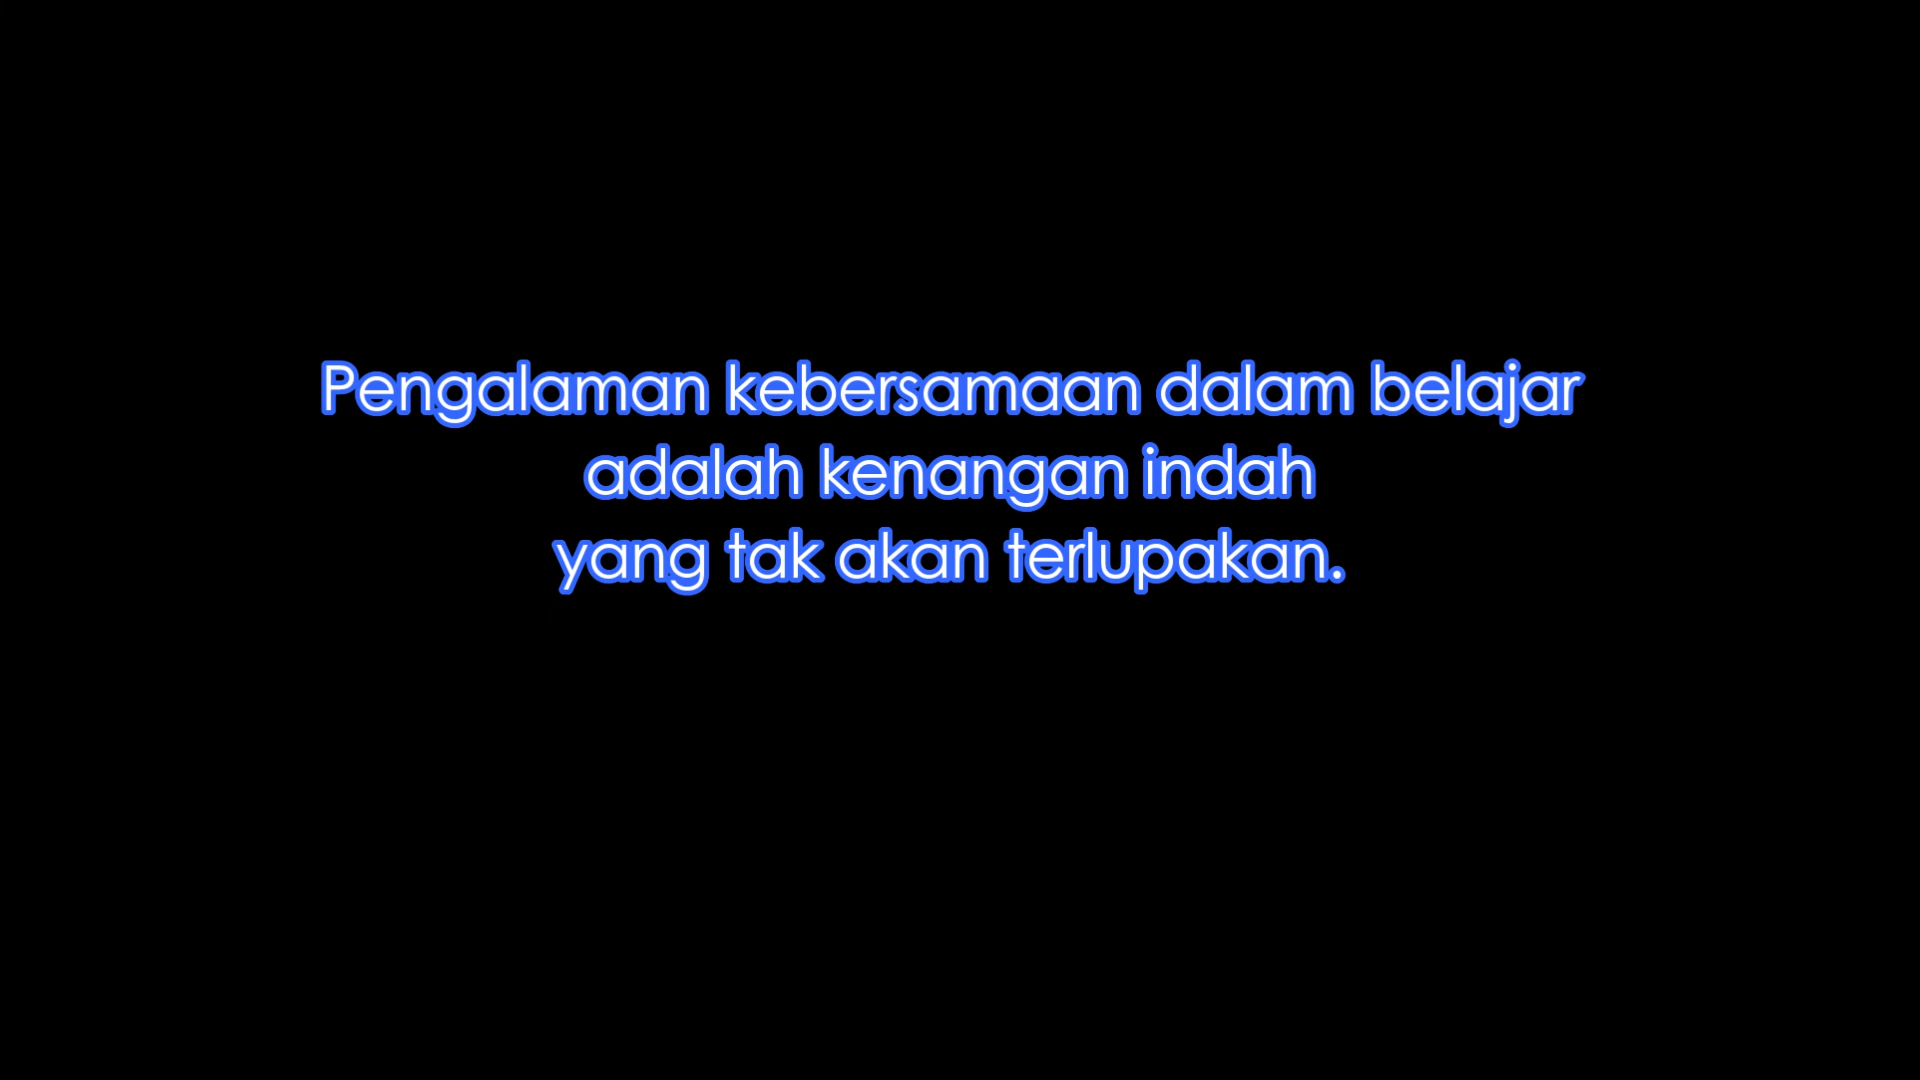 Pengalaman kebersamaan dalam belajar
adalah kenangan indah
yang tak akan terlupakan.